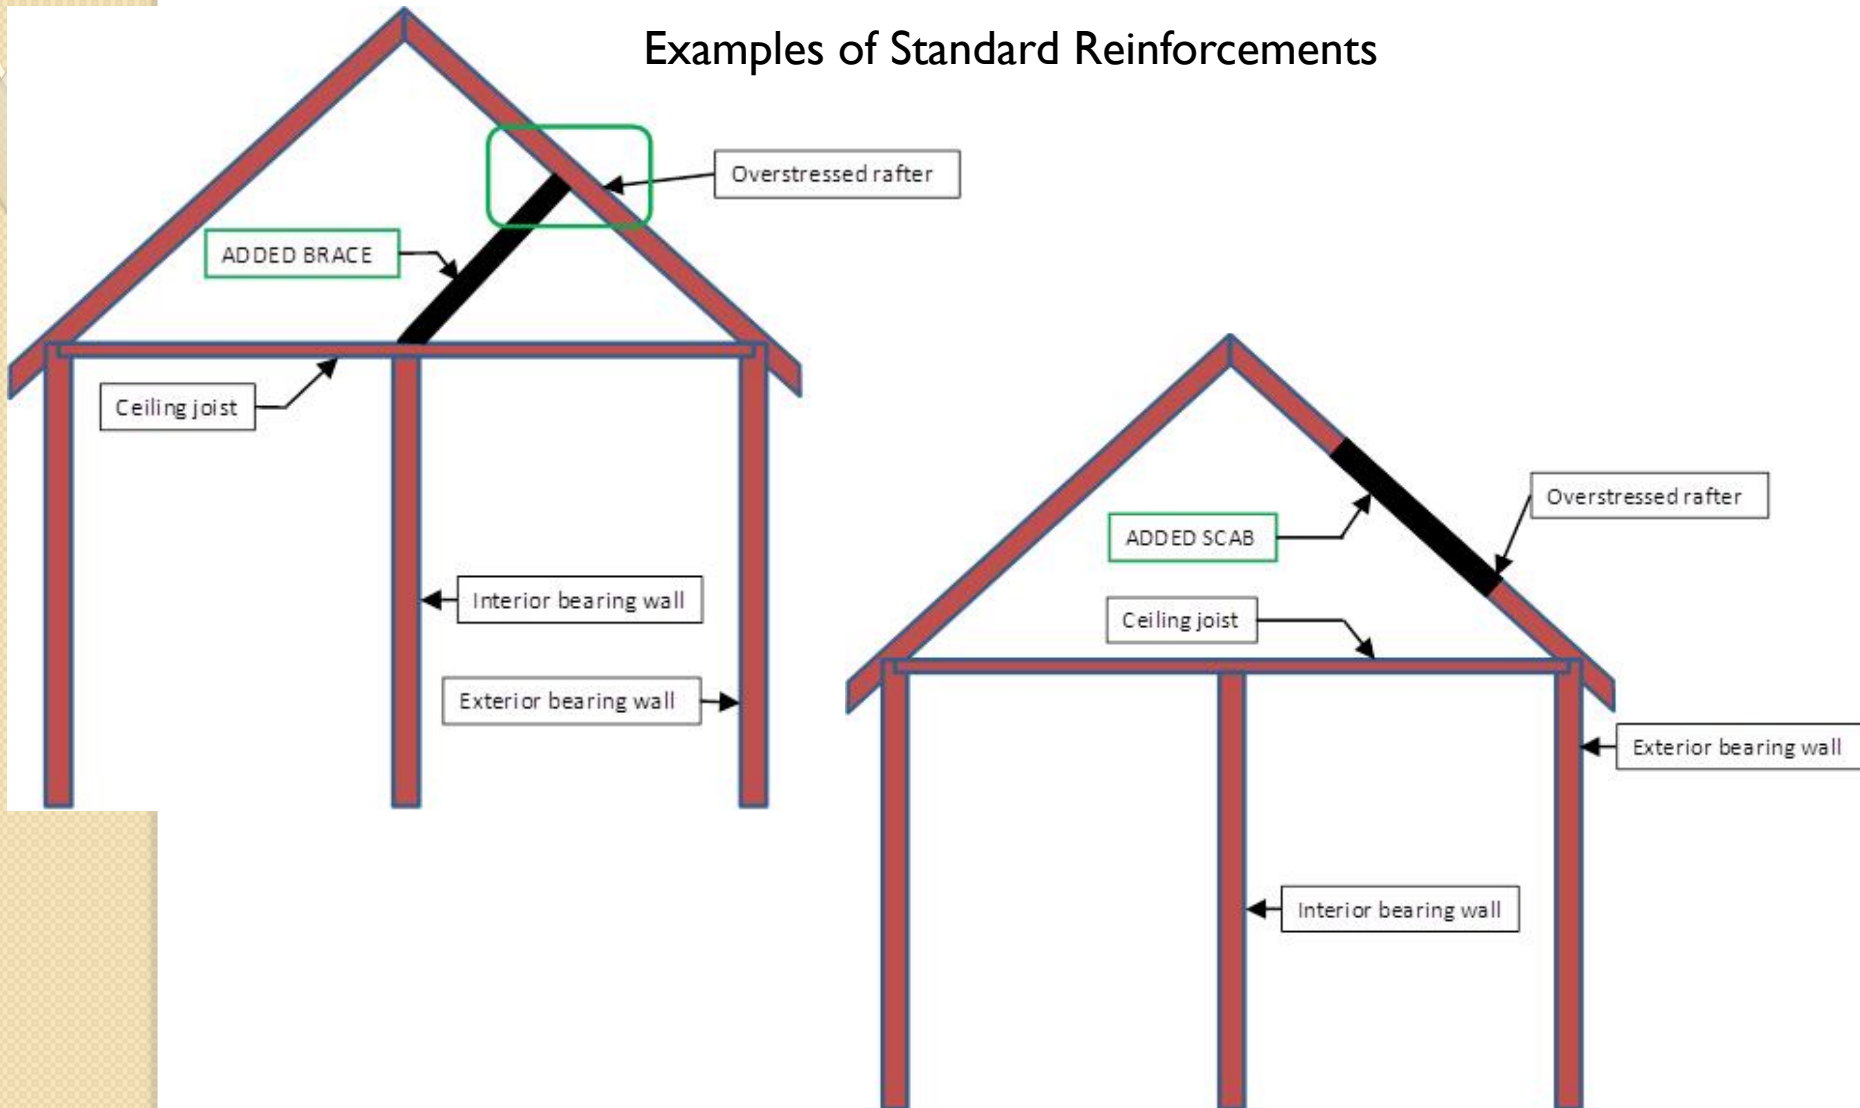 Examples of Standard Reinforcements
Overstressed rafter
ADDED BRACE
Ceiling joist
Interior bearing wall
Exterior bearing wall
Overstressed rafter
ADDED SCAB
Ceiling joist
Exterior bearing wall
Interior bearing wall